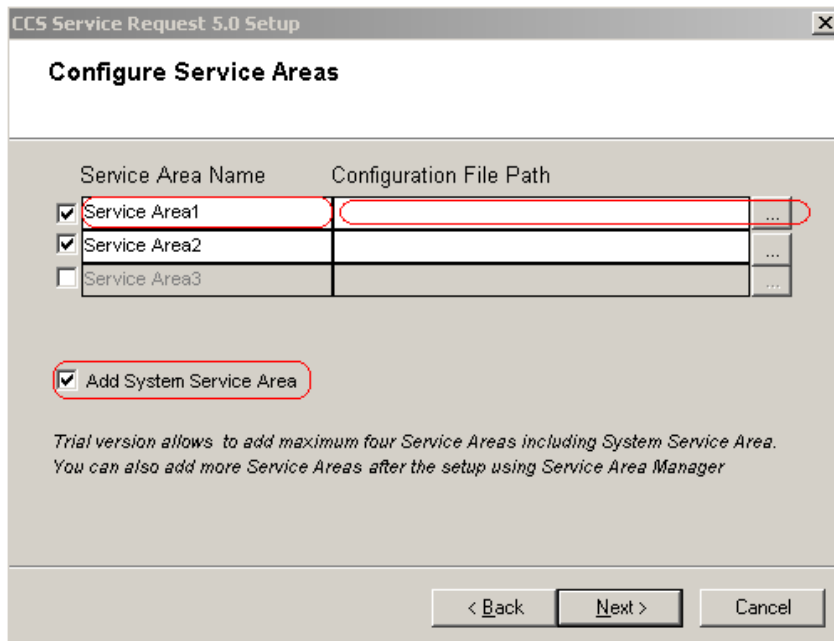 CCS Service Request 5.0 Setup
Configure Service Areas
Service Area Name Configuration File Path
Service Area1 ...
Service Area2 ...
Service Area3 ...
Add System Service Area
Trial version allows to add maximum four Service Areas including System Service Area.
You can also add more Service Areas after the setup using Service Area Manager
< Back Next > Cancel